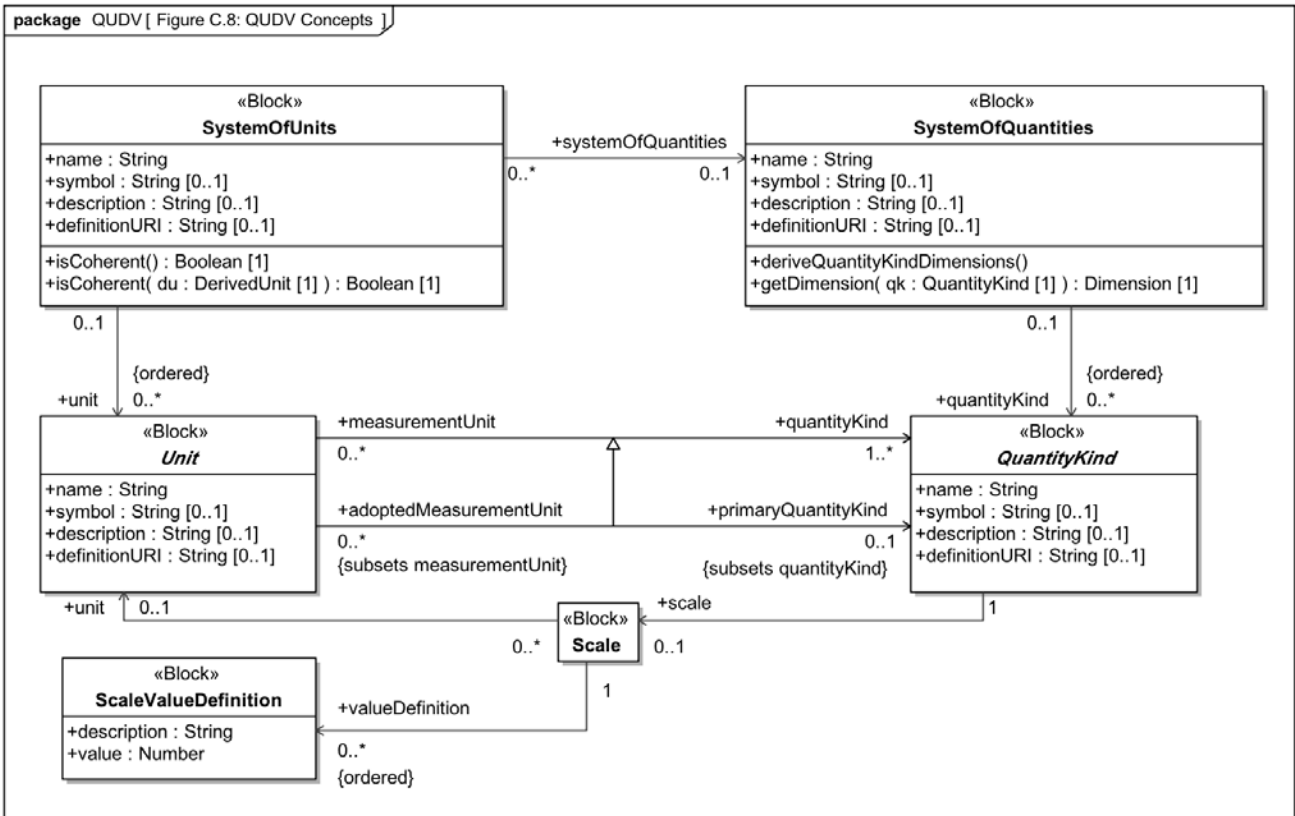 package QUDV [ Figure C.8: QUDV Concepts ]
«Block»
SystemOfUnits
+name : String
+symbol : String [0..1]
+description : String [0..1]
+definitionURI : String [0..1]
+isCoherent() : Boolean [1]
+isCoherent( du : DerivedUnit [1] ) : Boolean [1]
+systemOfQuantities
0..*
0..1
«Block»
SystemOfQuantities
+name : String
+symbol : String [0..1]
+description : String [0..1]
+definitionURI : String [0..1]
+deriveQuantityKindDimensions()
+getDimension( qk : QuantityKind [1] ) : Dimension [1]
0..1
{ordered}
+unit
0..*
0..1
{ordered}
+quantityKind
0..*
«Block»
Unit
+name : String
+symbol : String [0..1]
+description : String [0..1]
+definitionURI : String [0..1]
+measurementUnit
0..*
+quantityKind
1..*
+adoptedMeasurementUnit
0..*
{subsets measurementUnit}
+primaryQuantityKind
0..1
{subsets quantityKind}
«Block»
QuantityKind
+name : String
+symbol : String [0..1]
+description : String [0..1]
+definitionURI : String [0..1]
+unit
0..1
0..*
«Block»
Scale
+scale
0..1
1
1
«Block»
ScaleValueDefinition
+description : String
+value : Number
+valueDefinition
0..*
{ordered}